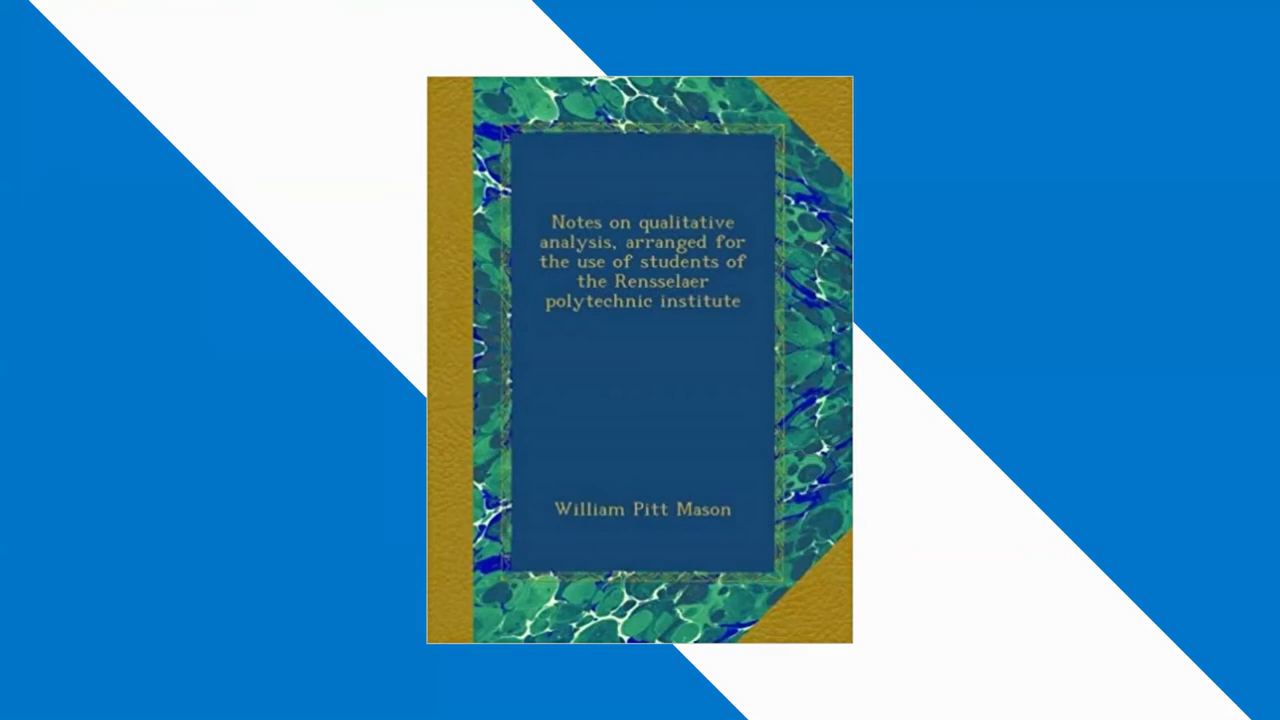 Notes on qualitative
analysis, arranged for
the use of students of
the Rensselaer
polytechnic institute
William Pitt Mason